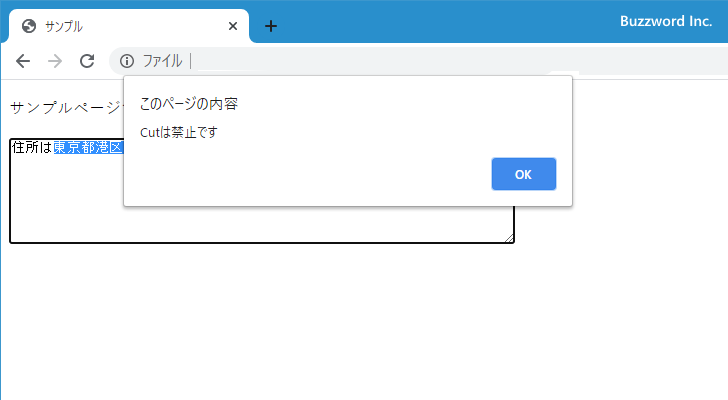 サンプル
Buzzword Inc.
ファイル
サンプルページ
このページの内容
Cutは禁止です
OK
住所は東京都港区